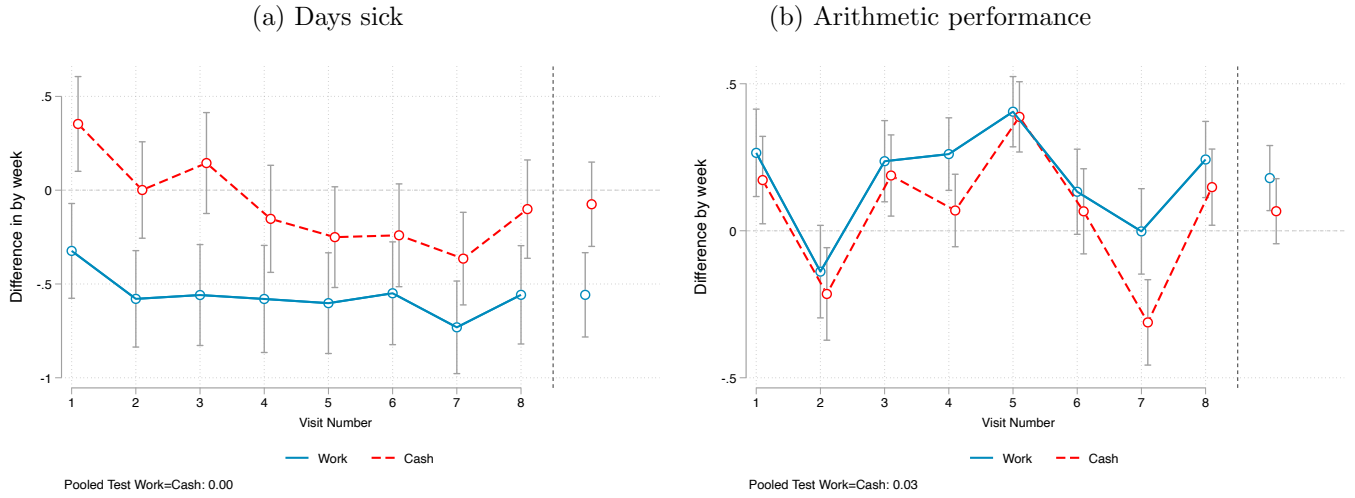 (a) Days sick
Difference in by week
.5
0
-.5
-1
1 2 3 4 5 6 7 8
Visit Number
Work Cash
Pooled Test Work=Cash: 0.00
(b) Arithmetic performance
Difference by week
.5
0
-.5
1 2 3 4 5 6 7 8
Visit Number
Work Cash
Pooled Test Work=Cash: 0.03